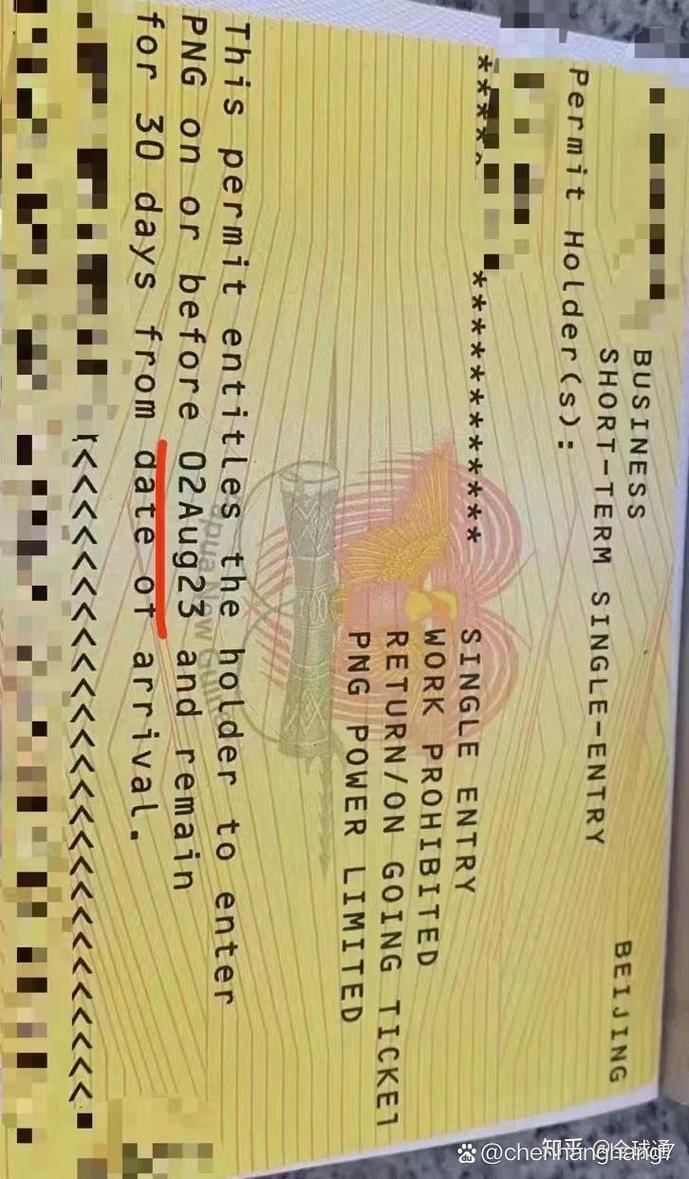 BUSINESS BEIJING
SHORT-TERM SINGLE-ENTRY
Permit Holder(s):
**** ************ SINGLE ENTRY
WORK PROHIBITED
RETURN/ON GOING TICKET
PNG POWER LIMITED
This permit entitles the holder to enter
PNG on or before 02Aug23 and remain
for 30 days from date of arrival.
<<<<<<<<<<<<<<<<<<<<<<<<<<<<
知乎 @全球通
@chenhanghang7